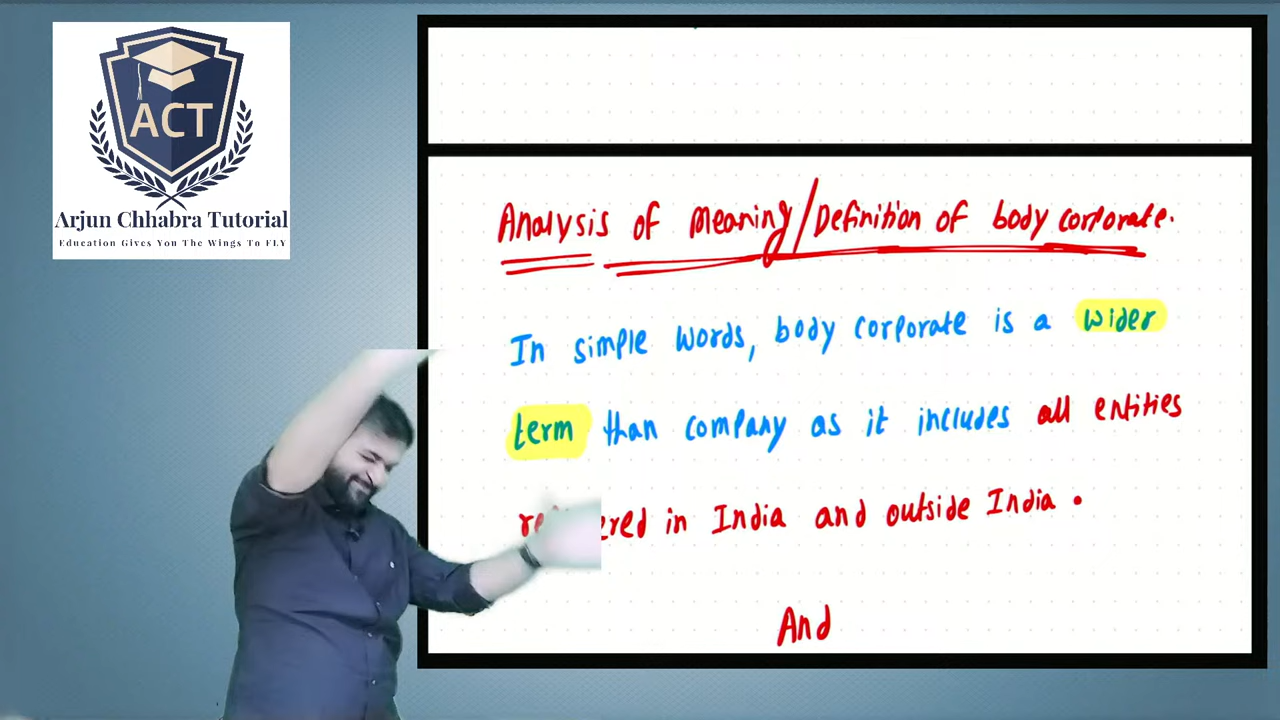 ACT
Arjun Chhabra Tutorial
Education Gives You The Wings To FLY
Analysis of Meaning/Definition of body corporate.
In simple words, body corporate is a wider
term than company as it includes all entities
in India and outside India.
And